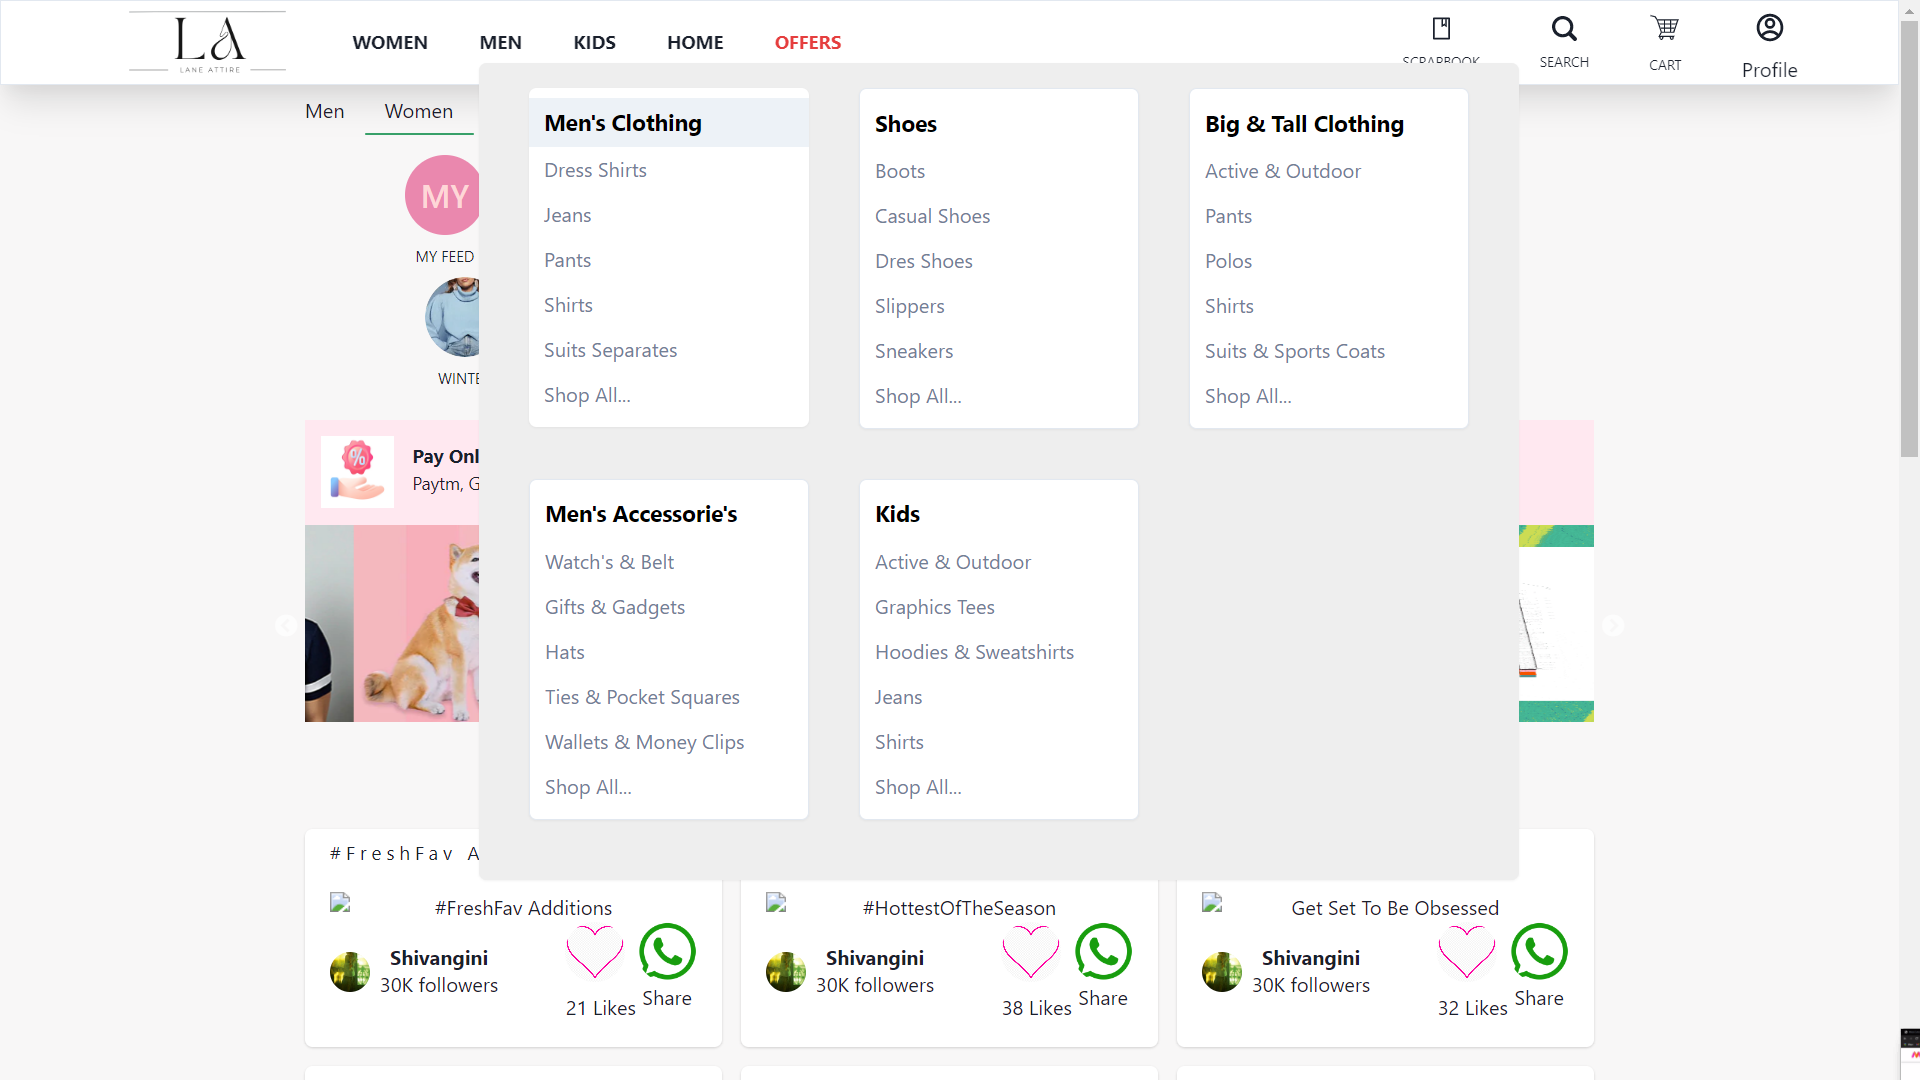 LA
LANE ATTIRE
WOMEN
MEN
KIDS
HOME
OFFERS
SCRAPBOOK
SEARCH
CART
Profile
Men
Women
MY
MY FEED
WINTE
Men's Clothing
Dress Shirts
Jeans
Pants
Shirts
Suits Separates
Shop All...
Shoes
Boots
Casual Shoes
Dres Shoes
Slippers
Sneakers
Shop All...
Big & Tall Clothing
Active & Outdoor
Pants
Polos
Shirts
Suits & Sports Coats
Shop All...
%
Pay Onl
Paytm, G
Men's Accessorie's
Watch's & Belt
Gifts & Gadgets
Hats
Ties & Pocket Squares
Wallets & Money Clips
Shop All...
Kids
Active & Outdoor
Graphics Tees
Hoodies & Sweatshirts
Jeans
Shirts
Shop All...
#FreshFav A
#FreshFav Additions
Shivangini
30K followers
21 Likes
Share
#HottestOfTheSeason
Shivangini
30K followers
38 Likes
Share
Get Set To Be Obsessed
Shivangini
30K followers
32 Likes
Share